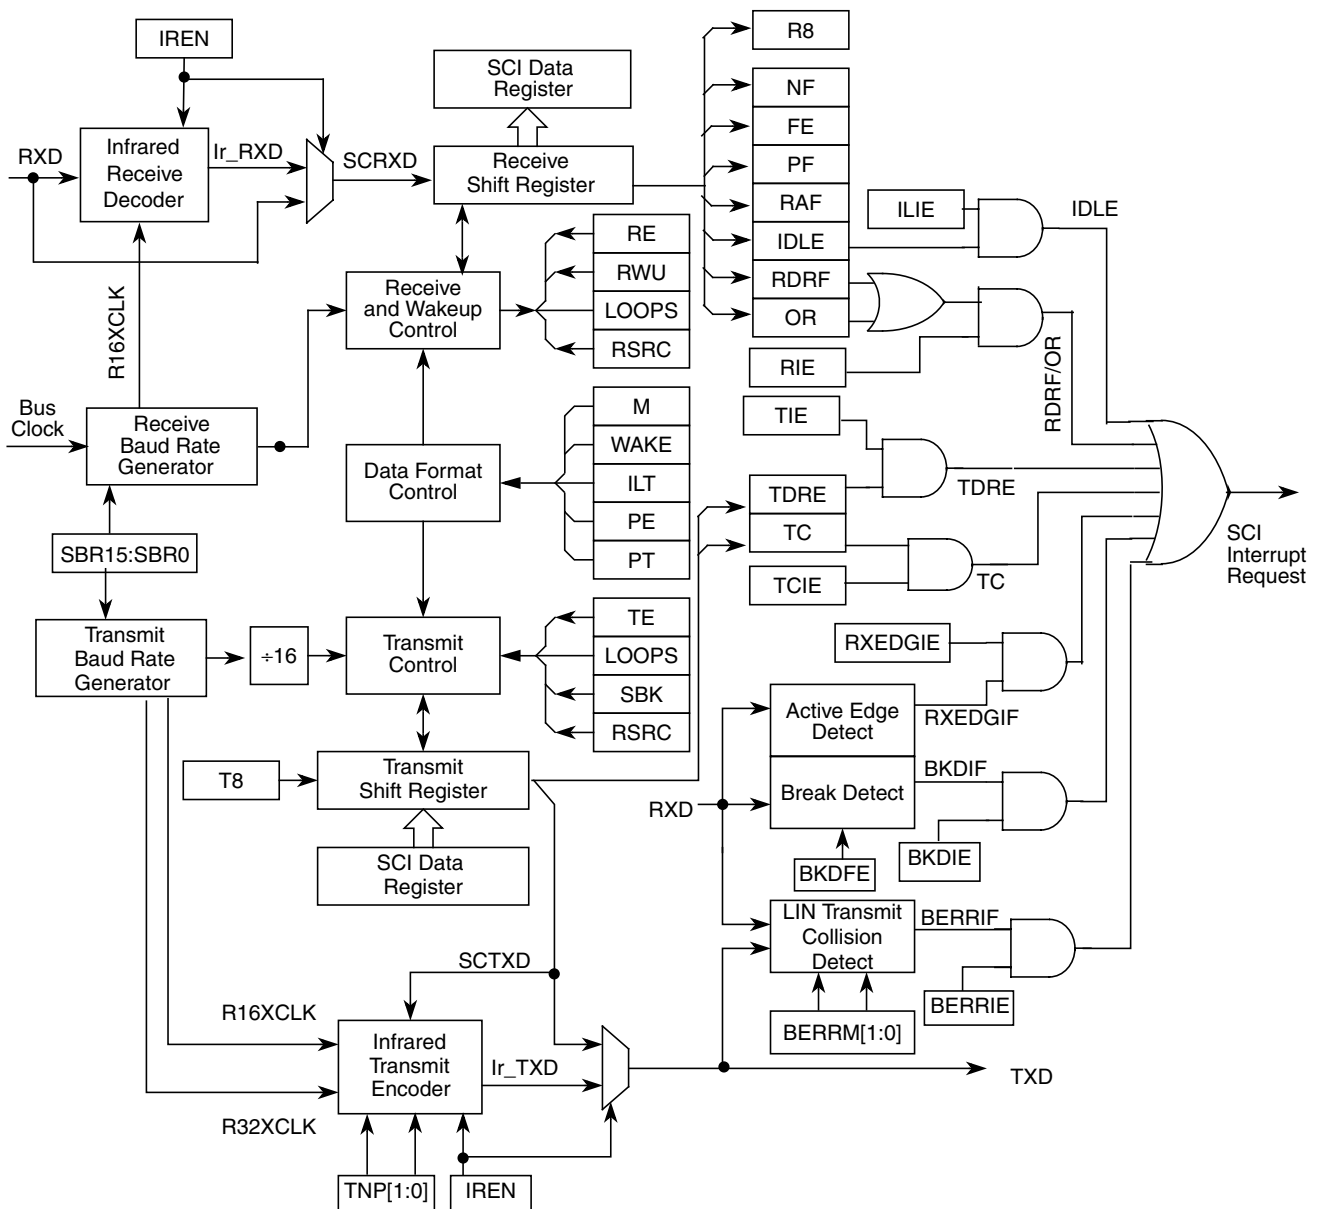 IREN
R8
SCI Data
Register
NF
FE
PF
RAF
IDLE
RDRF
OR
RXD
Infrared
Receive
Decoder
Ir_RXD
SCRXD
Receive
Shift Register
ILIE
IDLE
RE
RWU
LOOPS
RSRC
Receive
and Wakeup
Control
R16XCLK
RIE
RDRF/OR
Bus
Clock
Receive
Baud Rate
Generator
M
WAKE
ILT
PE
PT
Data Format
Control
TIE
TDRE
TDRE
TC
TCIE
TC
SCI
Interrupt
Request
SBR15:SBR0
Transmit
Baud Rate
Generator
÷16
Transmit
Control
TE
LOOPS
SBK
RSRC
RXEDGIE
Active Edge
Detect
RXEDGIF
T8
Transmit
Shift Register
RXD
Break Detect
BKDIF
BKDIE
BKDFE
SCI Data
Register
LIN Transmit
Collision
Detect
BERRIF
BERRIE
BERRM[1:0]
SCTXD
R16XCLK
Infrared
Transmit
Encoder
Ir_TXD
R32XCLK
TXD
TNP[1:0]
IREN